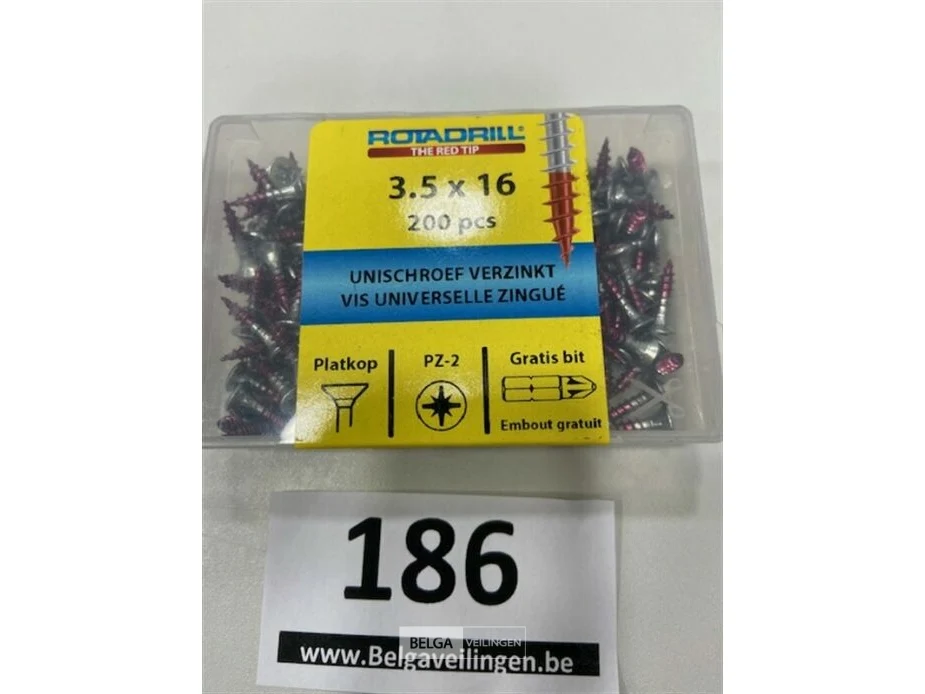 ROTADRILL®
THE RED TIP
3.5 x 16
200 pcs
UNISCHROEF VERZINKT
VIS UNIVERSELLE ZINGUÉ
Platkop
PZ-2
Gratis bit
Embout gratuit
186
BELGA VEILINGEN
www.Belgaveilingen.be